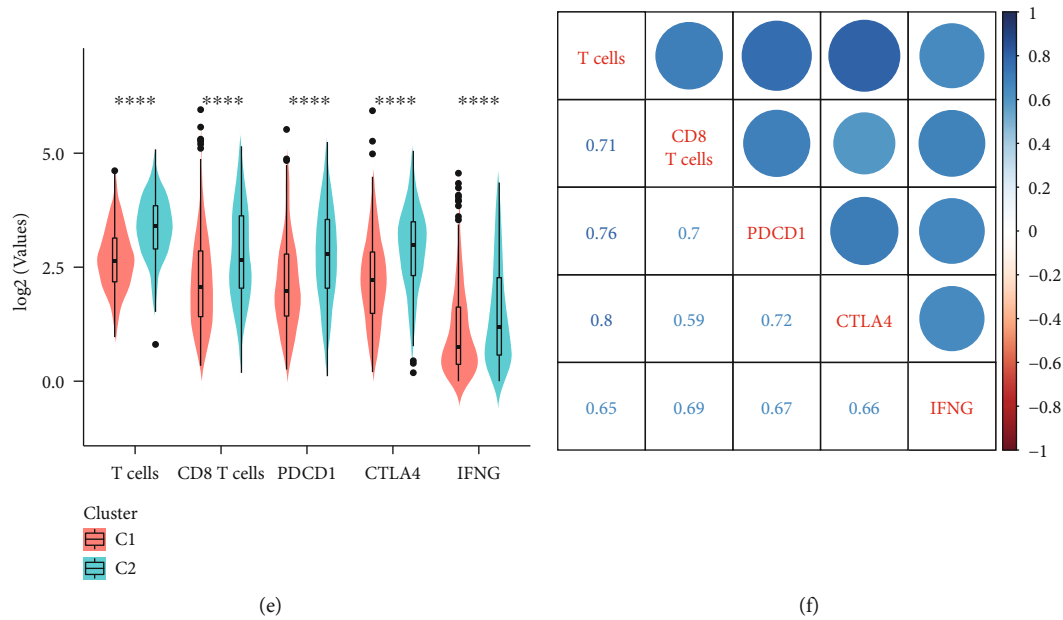 **** **** **** **** ****
5.0
2.5
0.0
log2 (Values)
T cells CD8 T cells PDCD1 CTLA4 IFNG
Cluster
C1
C2
(e)
T cells
0.71 CD8
T cells
0.76 0.7 PDCD1
0.8 0.59 0.72 CTLA4
0.65 0.69 0.67 0.66 IFNG
1
0.8
0.6
0.4
0.2
0
−0.2
−0.4
−0.6
−0.8
−1
(f)